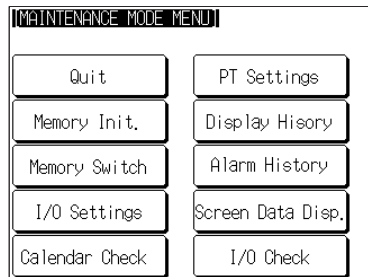 [MAINTENANCE MODE MENU]
Quit
PT Settings
Memory Init.
Display Hisory
Memory Switch
Alarm History
I/O Settings
Screen Data Disp.
Calendar Check
I/O Check